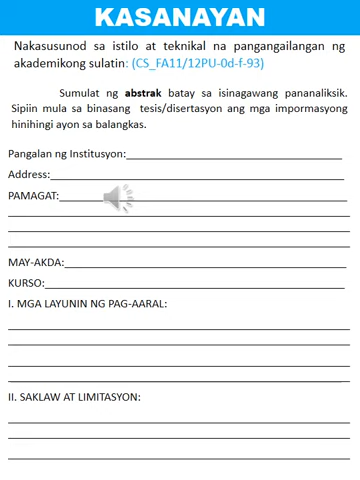 KASANAYAN
Nakasusunod sa istilo at teknikal na pangangailangan ng
akademikong sulatin: (CS_FA11/12PU-0d-f-93)
Sumulat ng abstrak batay sa isinagawang pananaliksik.
Sipiin mula sa binasang tesis/disertasyon ang mga impormasyong
hinihingi ayon sa balangkas.
Pangalan ng Institusyon:
Address:
PAMAGAT:
MAY-AKDA:
KURSO:
I. MGA LAYUNIN NG PAG-AARAL:
II. SAKLAW AT LIMITASYON: